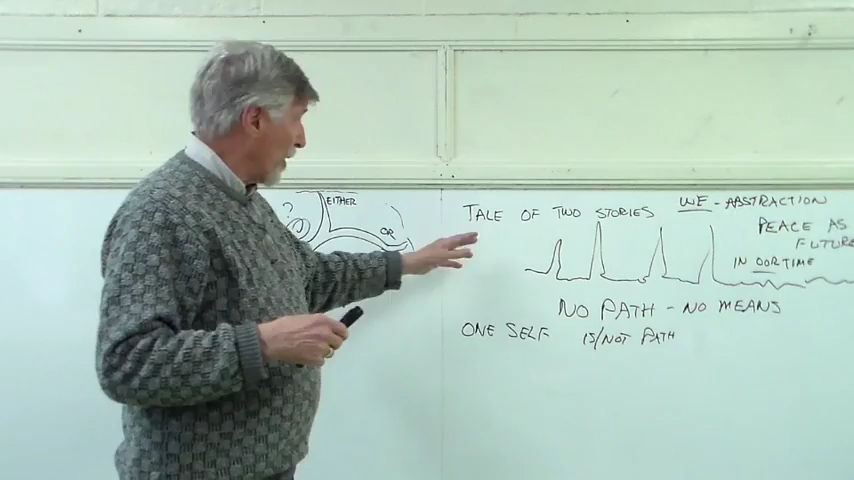 ?
EITHER
OR
TALE OF TWO STORIES
WE - ABSTRACTION
PEACE AS
FUTURE
IN OUR TIME
NO PATH - NO MEANS
ONE SELF IS/NOT PATH